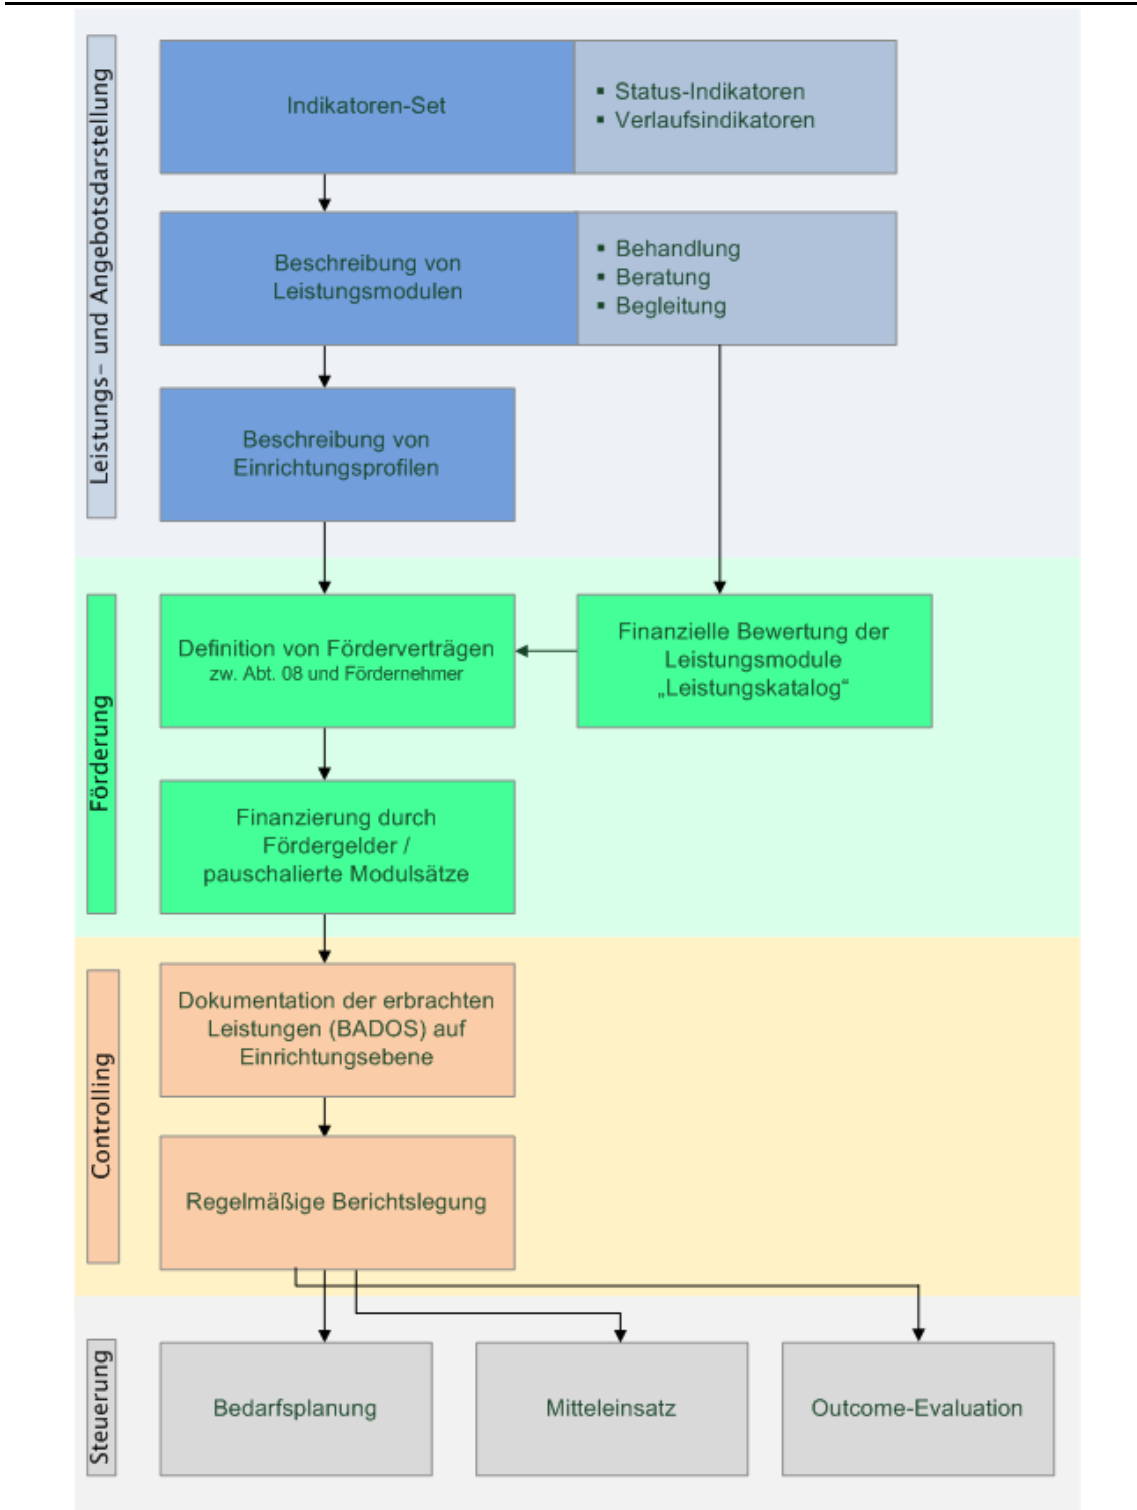 Leistungs- und Angebotsdarstellung
Indikatoren-Set
▪ Status-Indikatoren
▪ Verlaufsindikatoren
Beschreibung von
Leistungsmodulen
▪ Behandlung
▪ Beratung
▪ Begleitung
Beschreibung von
Einrichtungsprofilen
Förderung
Definition von Förderverträgen
zw. Abt. 08 und Fördernehmer
Finanzielle Bewertung der
Leistungsmodule
„Leistungskatalog“
Finanzierung durch
Fördergelder /
pauschalierte Modulsätze
Controlling
Dokumentation der erbrachten
Leistungen (BADOS) auf
Einrichtungsebene
Regelmäßige Berichtslegung
Steuerung
Bedarfsplanung
Mitteleinsatz
Outcome-Evaluation